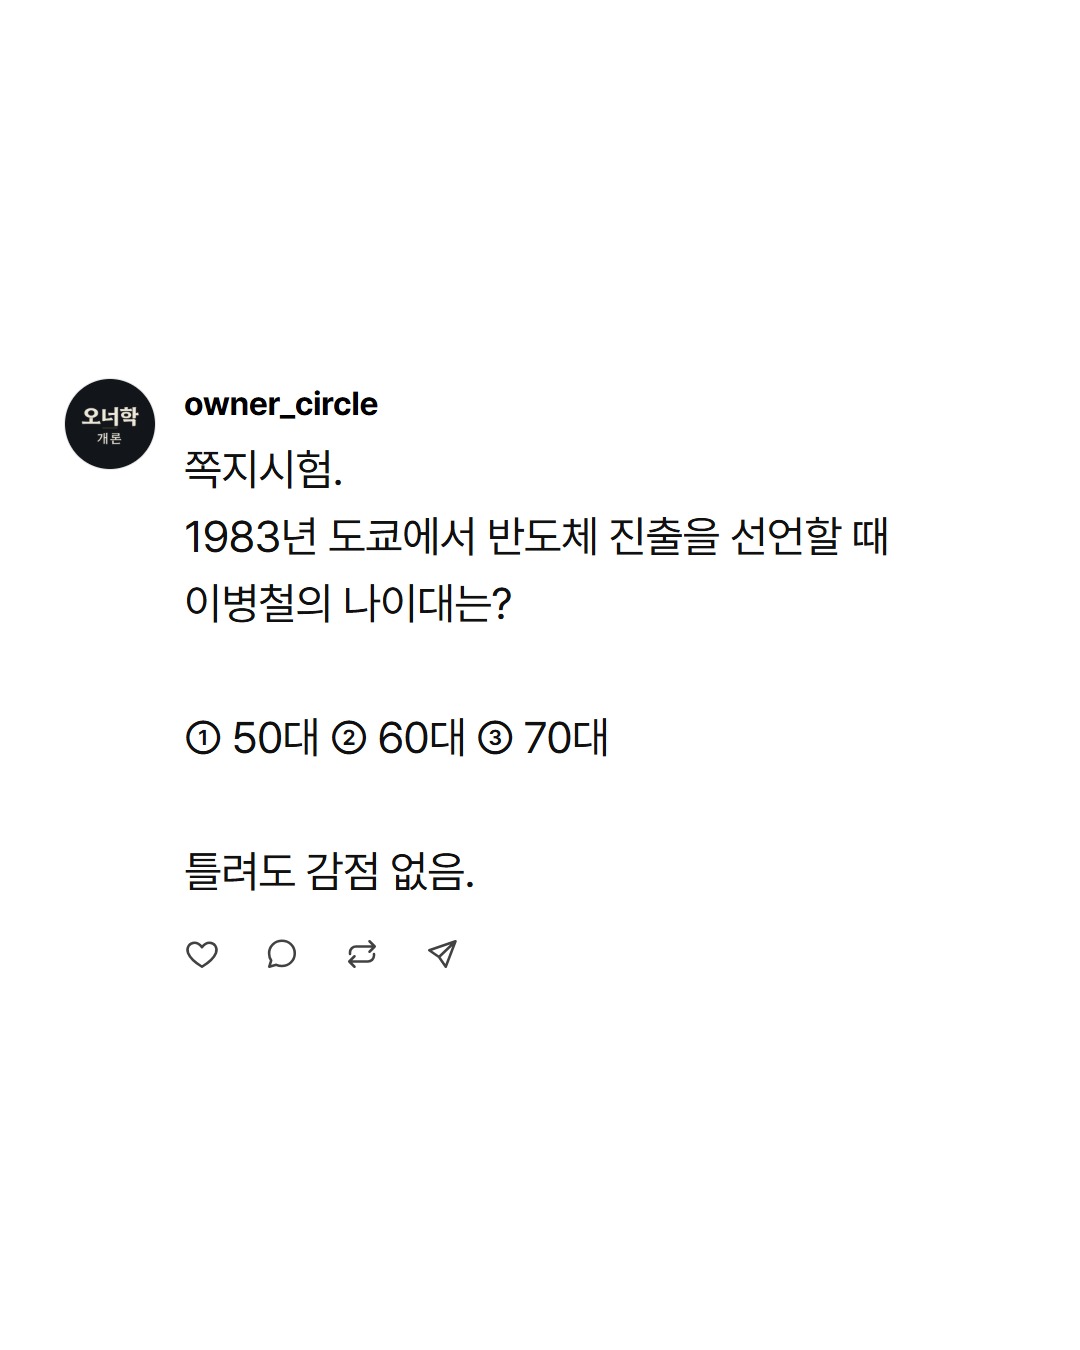 오너학
개론
owner_circle
쪽지시험.
1983년 도쿄에서 반도체 진출을 선언할 때
이병철의 나이대는?
① 50대 ② 60대 ③ 70대
틀려도 감점 없음.